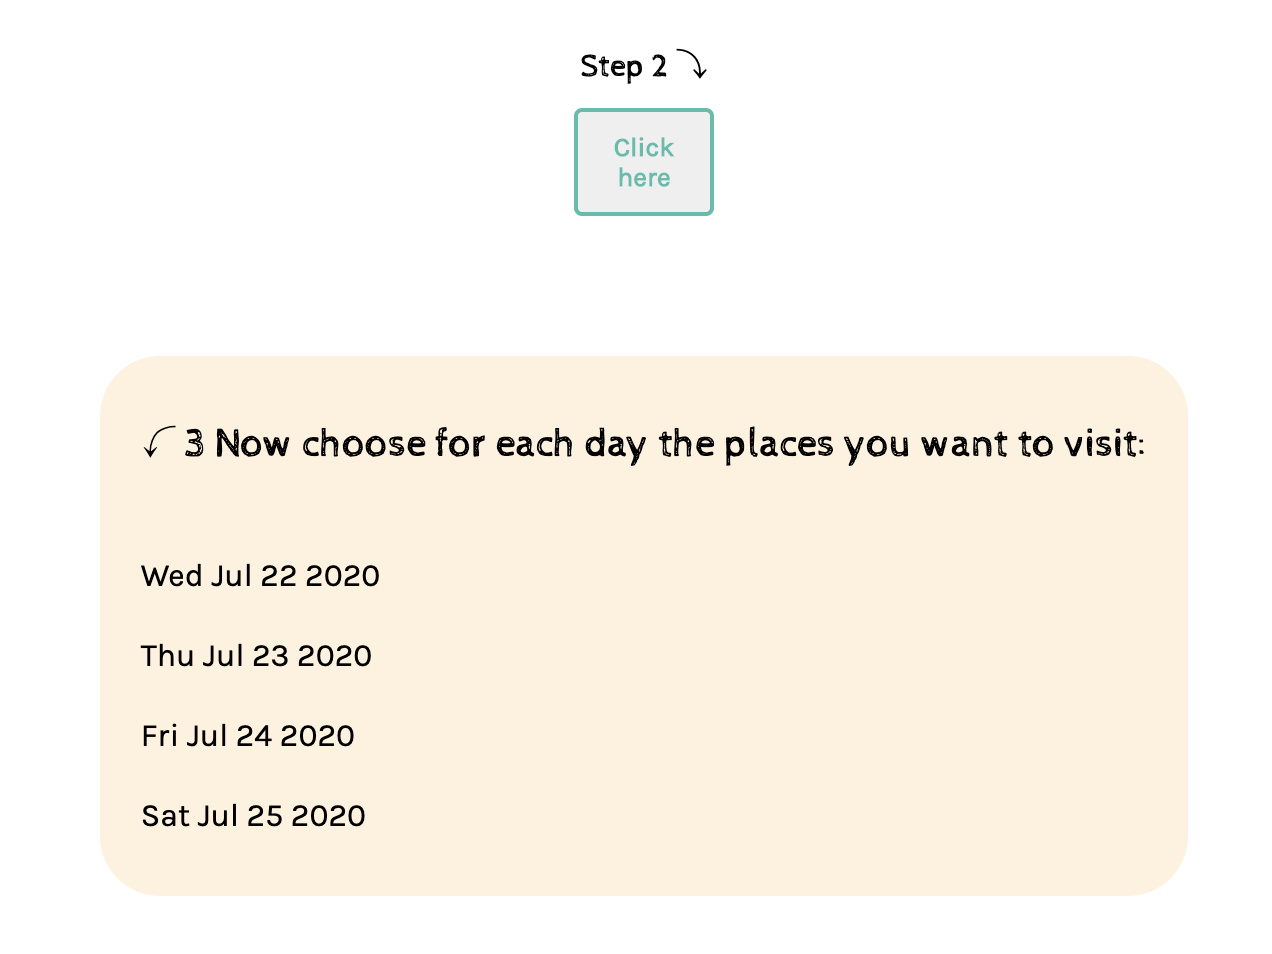 Step 2
Click
here
3 Now choose for each day the places you want to visit:
Wed Jul 22 2020
Thu Jul 23 2020
Fri Jul 24 2020
Sat Jul 25 2020